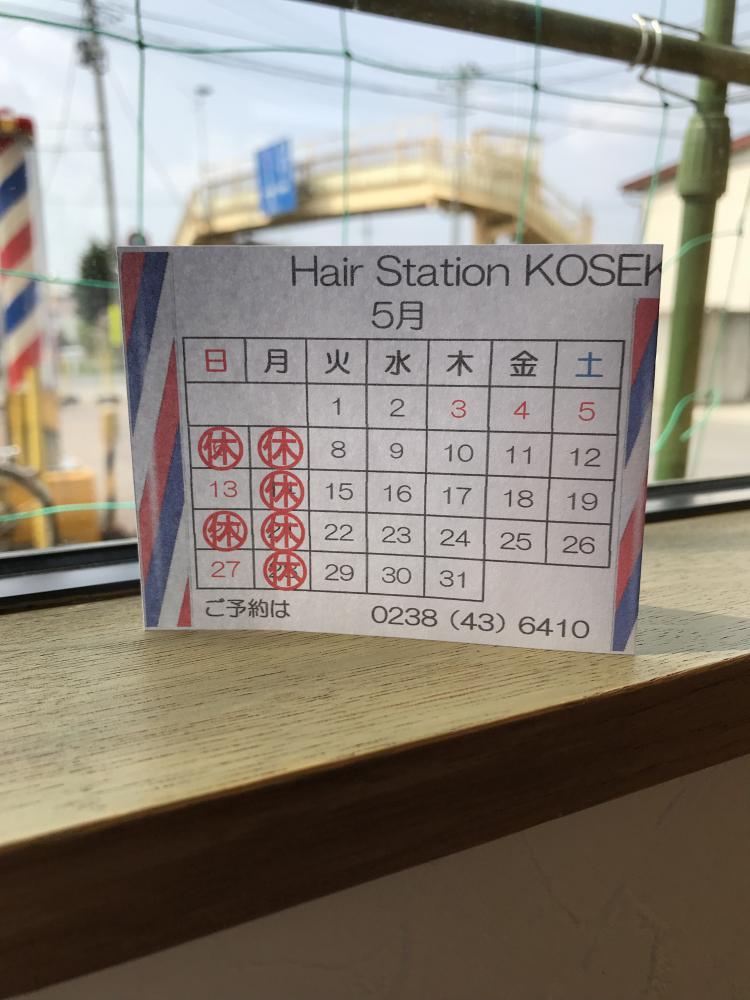 Hair Station KOSEK
5月
日 月 火 水 木 金 土
1 2 3 4 5
休 休 8 9 10 11 12
13 休 15 16 17 18 19
休 休 22 23 24 25 26
27 休 29 30 31
ご予約は 0238（43）6410